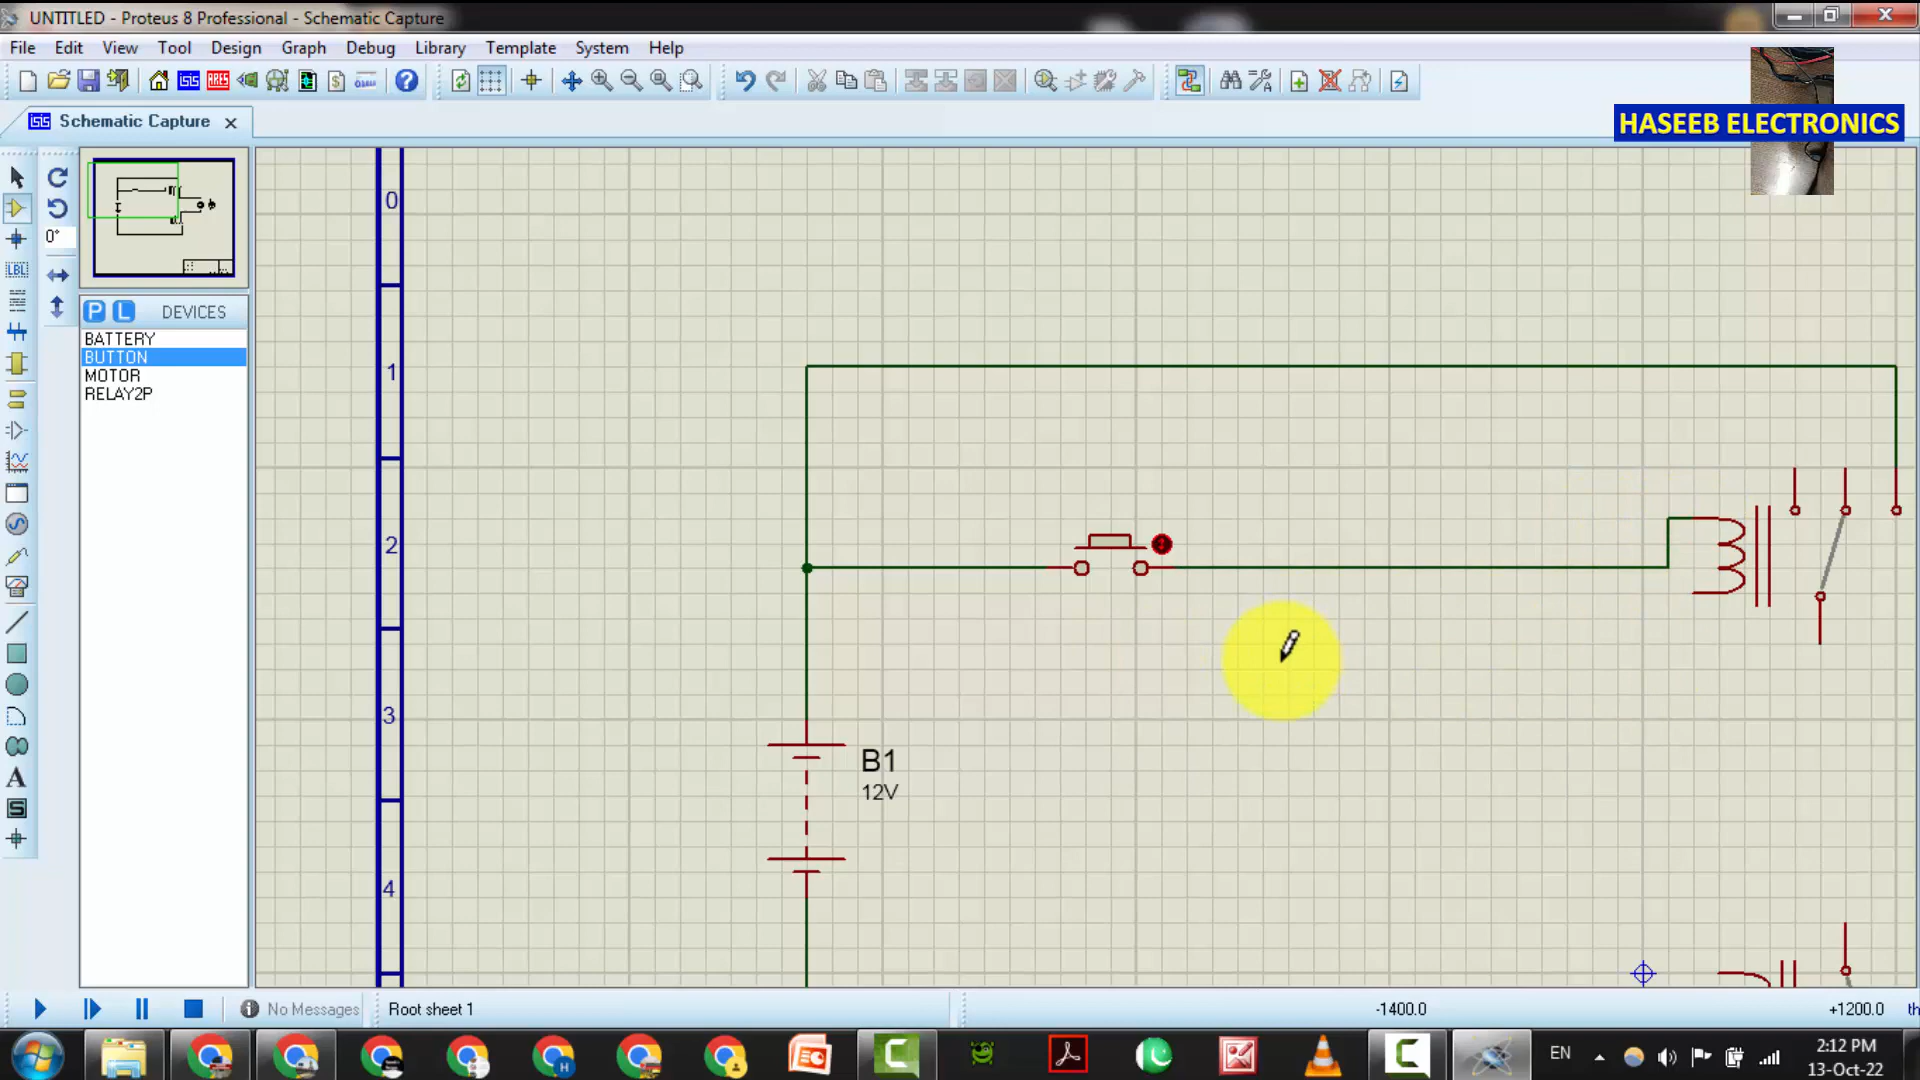 UNTITLED - Proteus 8 Professional - Schematic Capture
File Edit View Tool Design Graph Debug Library Template System Help
HASEEB ELECTRONICS
Schematic Capture
0°
LBL
P L DEVICES
BATTERY
BUTTON
MOTOR
RELAY2P
0
1
2
3
4
B1
12V
A
S
No Messages
Root sheet 1
-1400.0
+1200.0
th
EN
2:12 PM
13-Oct-22